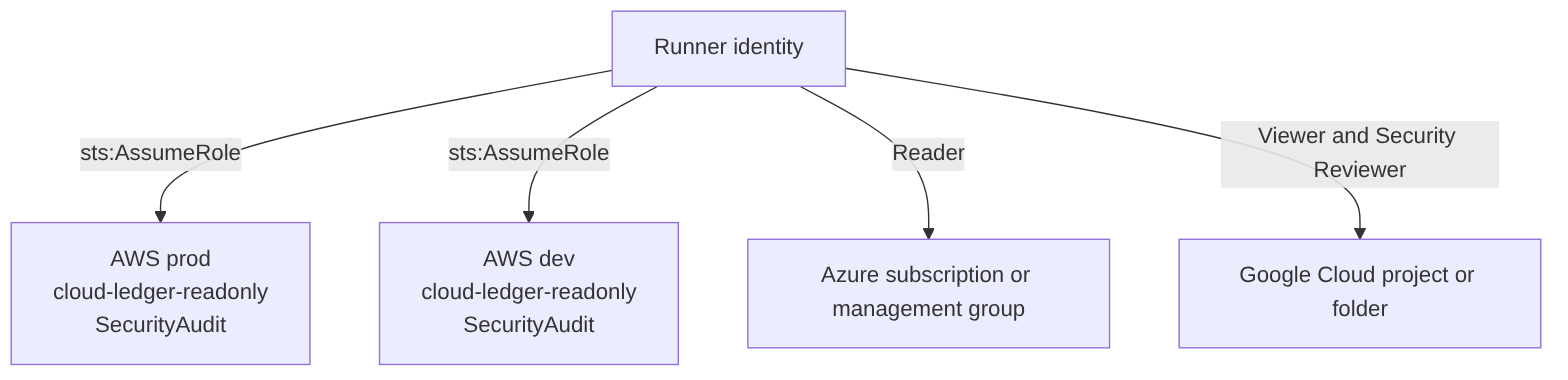 Runner identity
sts:AssumeRole
sts:AssumeRole
Reader
Viewer and Security
Reviewer
AWS prod
cloud-ledger-readonly
SecurityAudit
AWS dev
cloud-ledger-readonly
SecurityAudit
Azure subscription or
management group
Google Cloud project or
folder